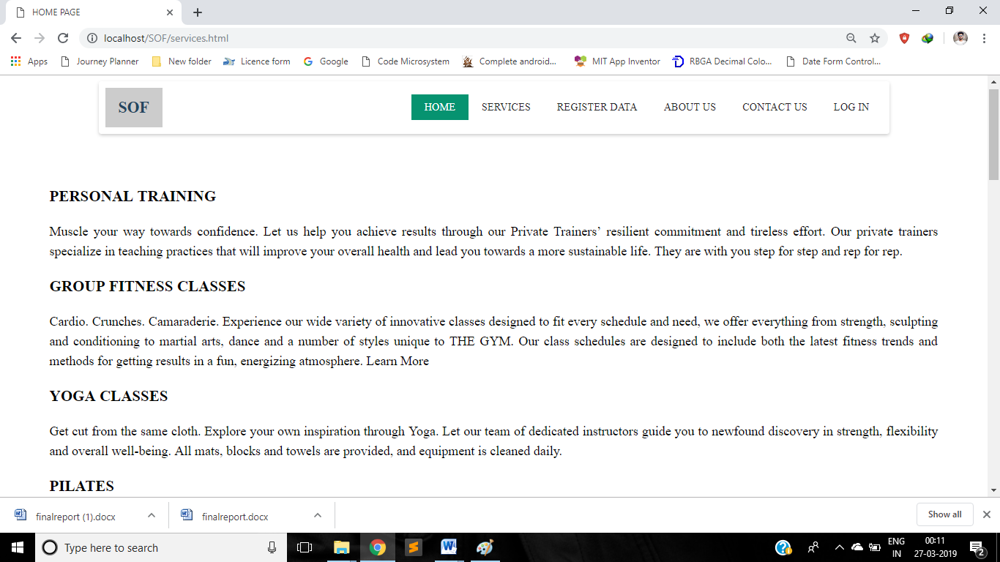 HOME PAGE
localhost/SOF/services.html
Apps Journey Planner New folder Licence form Google Code Microsystem Complete android... MIT App Inventor RBGA Decimal Colo... Date Form Control...
SOF HOME SERVICES REGISTER DATA ABOUT US CONTACT US LOG IN
PERSONAL TRAINING
Muscle your way towards confidence. Let us help you achieve results through our Private Trainers’ resilient commitment and tireless effort. Our private trainers
specialize in teaching practices that will improve your overall health and lead you towards a more sustainable life. They are with you step for step and rep for rep.
GROUP FITNESS CLASSES
Cardio. Crunches. Camaraderie. Experience our wide variety of innovative classes designed to fit every schedule and need, we offer everything from strength, sculpting
and conditioning to martial arts, dance and a number of styles unique to THE GYM. Our class schedules are designed to include both the latest fitness trends and
methods for getting results in a fun, energizing atmosphere. Learn More
YOGA CLASSES
Get cut from the same cloth. Explore your own inspiration through Yoga. Let our team of dedicated instructors guide you to newfound discovery in strength, flexibility
and overall well-being. All mats, blocks and towels are provided, and equipment is cleaned daily.
PILATES
finalreport (1).docx finalreport.docx Show all
Type here to search
ENG 00:11
IN 27-03-2019 2